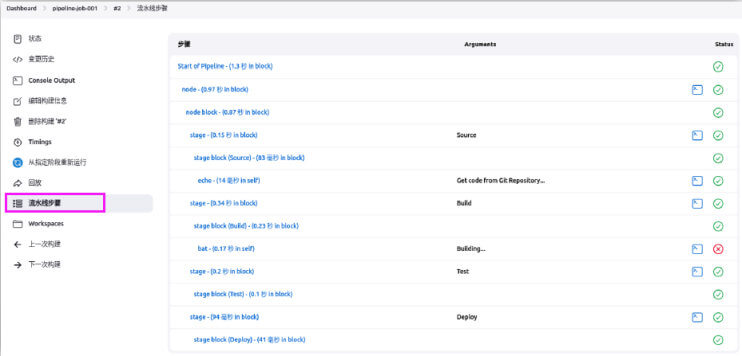 Dashboard > pipeline-job-001 > #2 > 流水线步骤
状态
变更历史
Console Output
编辑构建信息
删除构建 '#2'
Timings
从指定阶段重新运行
回放
流水线步骤
Workspaces
上一次构建
下一次构建
步骤 Arguments Status
Start of Pipeline - (1.3 秒 in block)
node - (0.97 秒 in block)
node block - (0.87 秒 in block)
stage - (0.15 秒 in block) Source
stage block (Source) - (83 毫秒 in block)
echo - (14 毫秒 in self) Get code from Git Repository...
stage - (0.34 秒 in block) Build
stage block (Build) - (0.23 秒 in block)
bat - (0.17 秒 in self) Building...
stage - (0.2 秒 in block) Test
stage block (Test) - (0.1 秒 in block)
stage - (94 毫秒 in block) Deploy
stage block (Deploy) - (41 毫秒 in block)